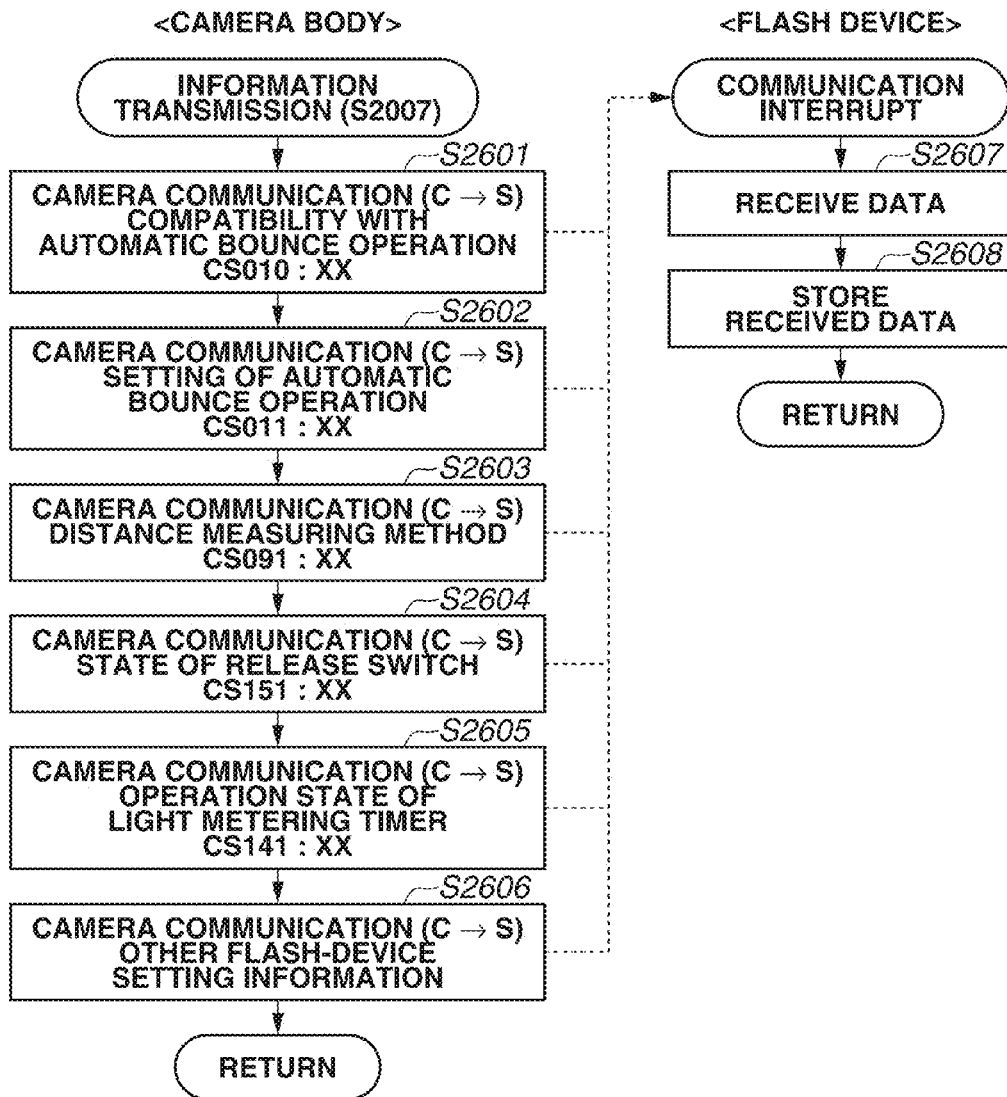 <CAMERA BODY>
INFORMATION
TRANSMISSION (S2007)
S2601
CAMERA COMMUNICATION (C → S)
COMPATIBILITY WITH
AUTOMATIC BOUNCE OPERATION
CS010 : XX
S2602
CAMERA COMMUNICATION (C → S)
SETTING OF AUTOMATIC
BOUNCE OPERATION
CS011 : XX
S2603
CAMERA COMMUNICATION (C → S)
DISTANCE MEASURING METHOD
CS091 : XX
S2604
CAMERA COMMUNICATION (C → S)
STATE OF RELEASE SWITCH
CS151 : XX
S2605
CAMERA COMMUNICATION (C → S)
OPERATION STATE OF
LIGHT METERING TIMER
CS141 : XX
S2606
CAMERA COMMUNICATION (C → S)
OTHER FLASH-DEVICE
SETTING INFORMATION
RETURN
<FLASH DEVICE>
COMMUNICATION
INTERRUPT
S2607
RECEIVE DATA
S2608
STORE
RECEIVED DATA
RETURN